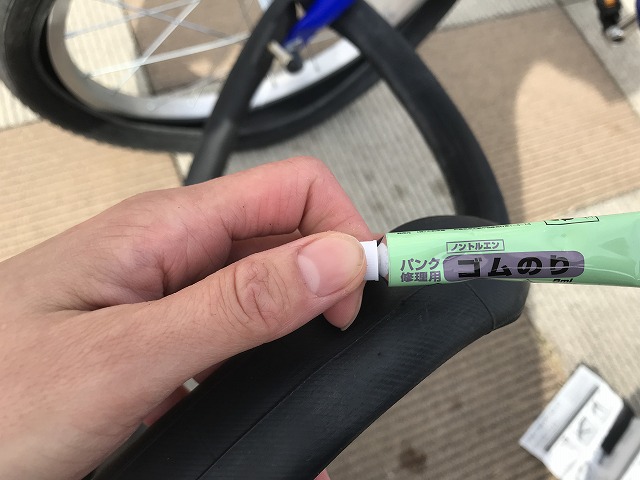 ノントルエン
パンク
修理用
ゴムのり